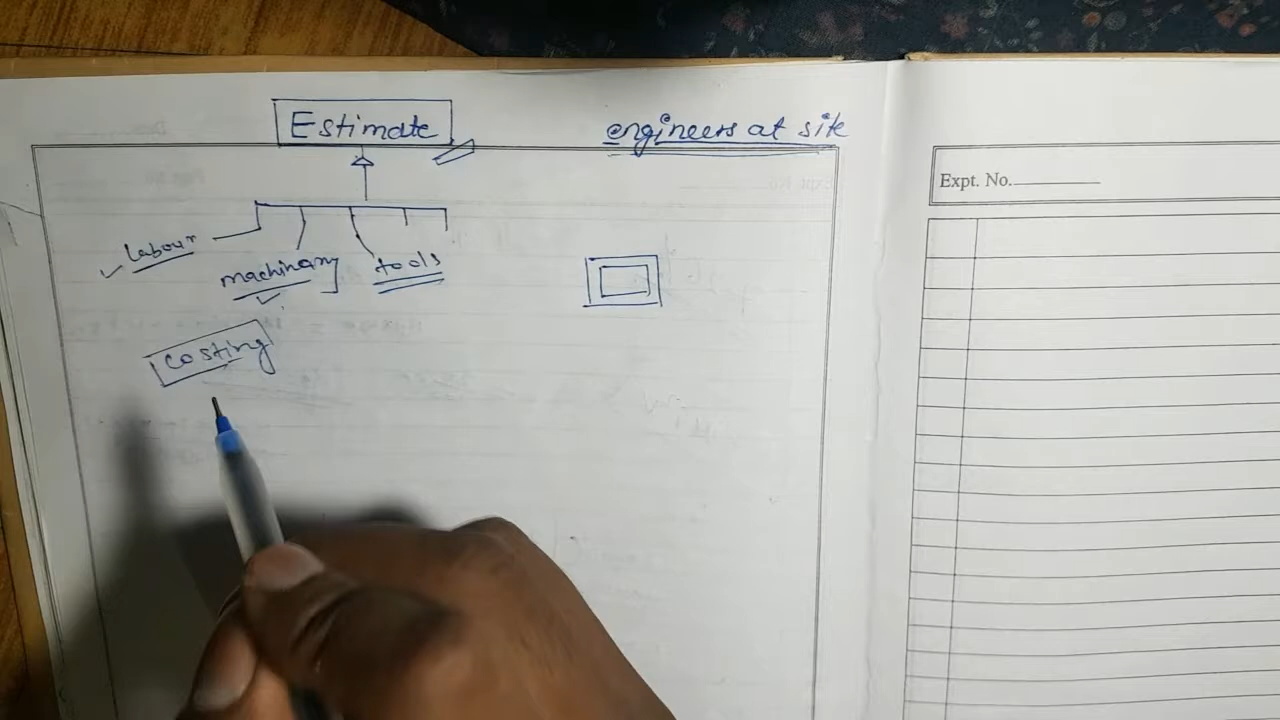 Estimate
engineers at site
Expt. No.
labour
machinary
tools
costing